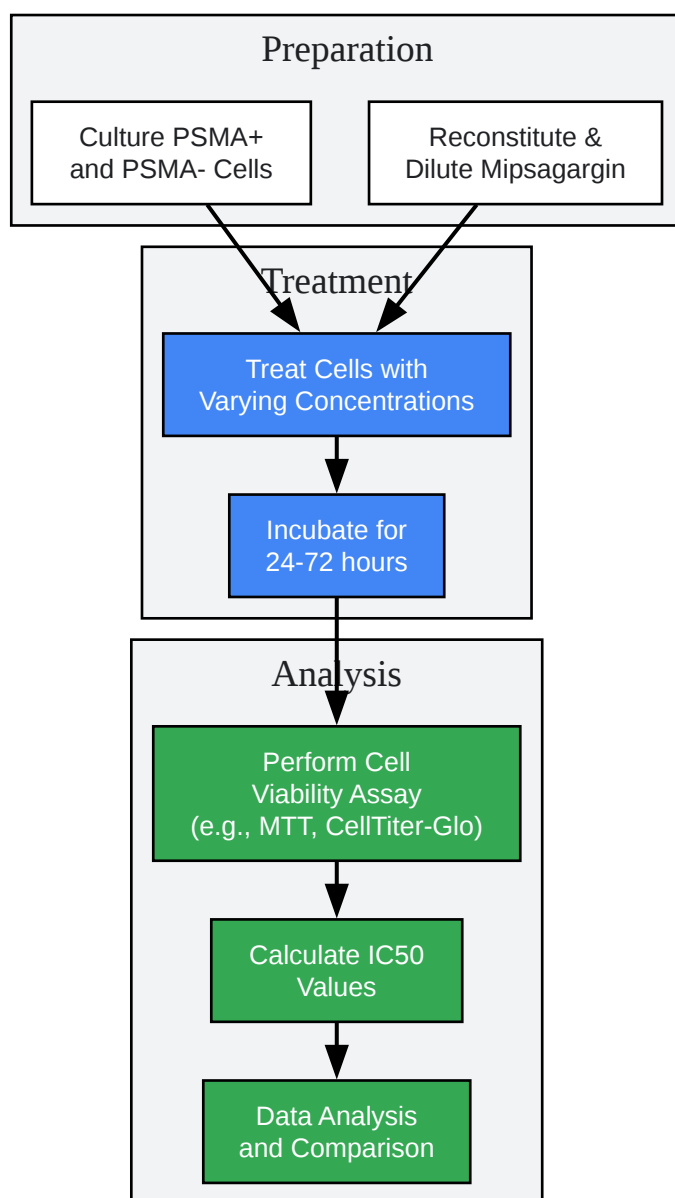 Preparation
Culture PSMA+
and PSMA- Cells
Reconstitute &
Dilute Mipsagargin
Treatment
Treat Cells with
Varying Concentrations
Incubate for
24-72 hours
Analysis
Perform Cell
Viability Assay
(e.g., MTT, CellTiter-Glo)
Calculate IC50
Values
Data Analysis
and Comparison